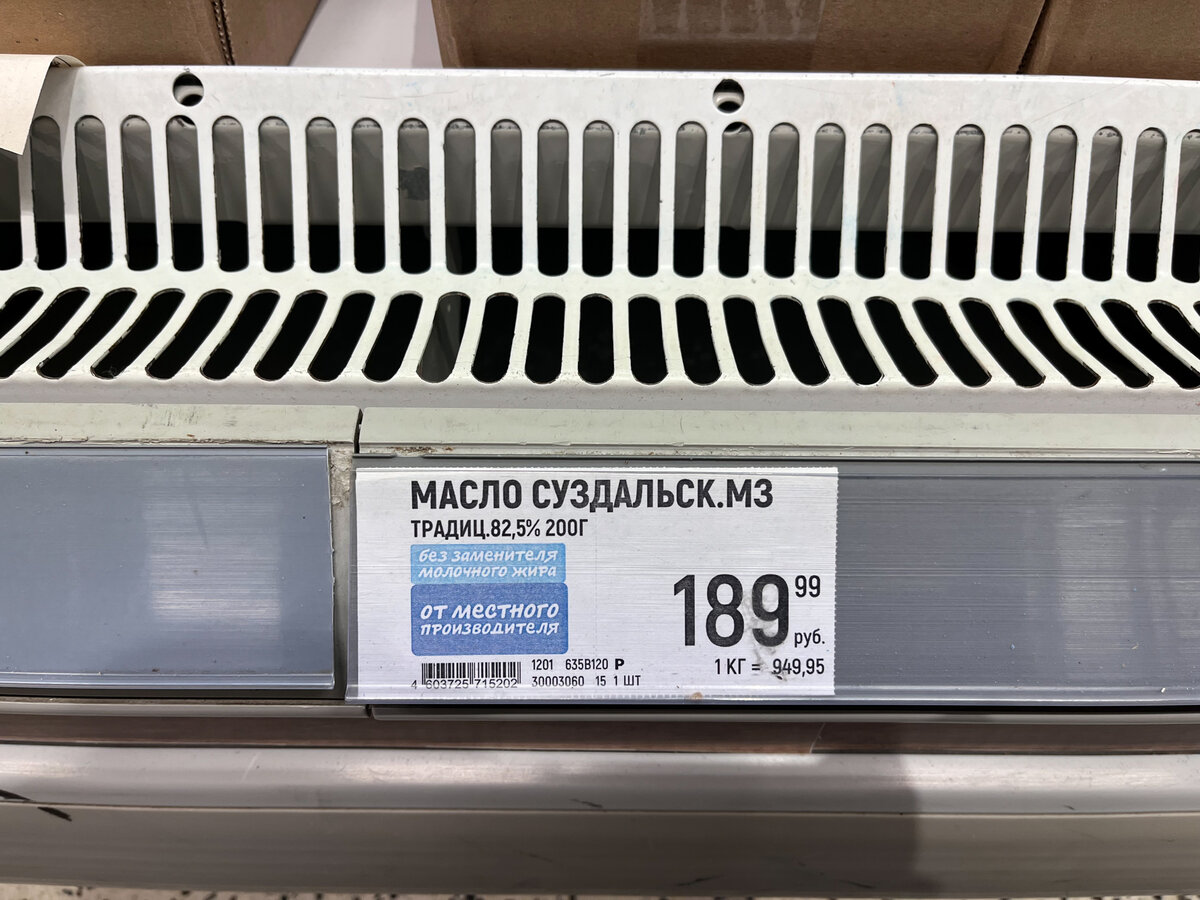 МАСЛО СУЗДАЛЬСК.МЗ
ТРАДИЦ.82,5% 200Г
без заменителя
молочного жира
от местного
производителя
189 99
руб.
1 КГ = 949,95
1201 635B120 Р
30003060 15 1 ШТ
4 603725 715202